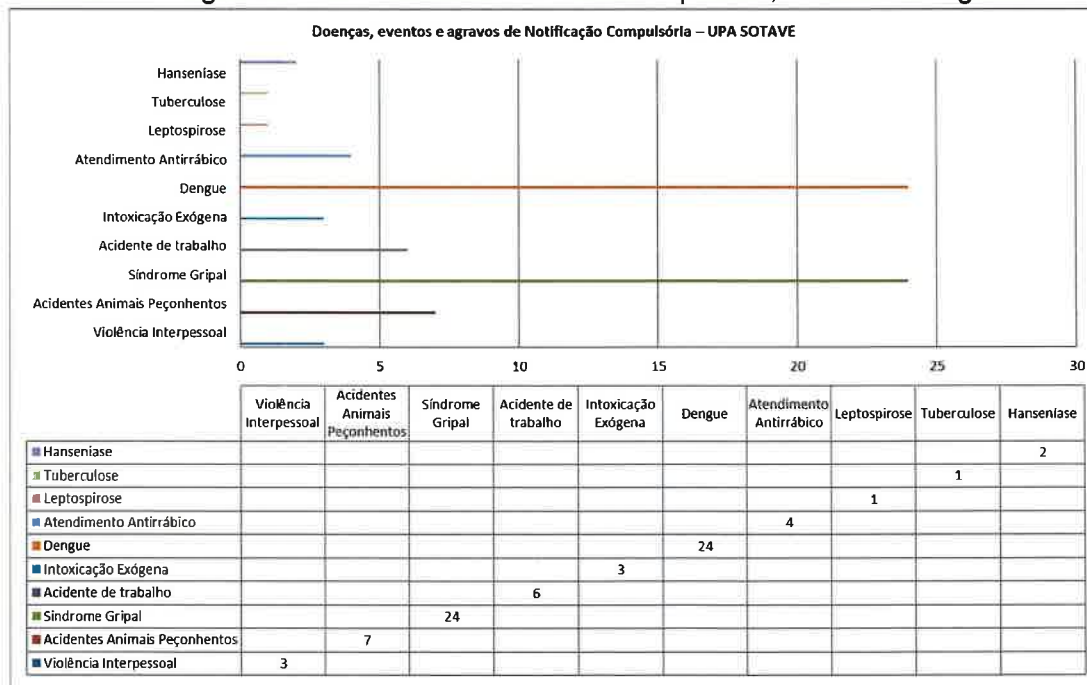 Doenças, eventos e agravos de Notificação Compulsória – UPA SOTAVE
Hanseníase
Tuberculose
Leptospirose
Atendimento Antirrábico
Dengue
Intoxicação Exógena
Acidente de trabalho
Síndrome Gripal
Acidentes Animais Peçonhentos
Violência Interpessoal
0 5 10 15 20 25 30
Violência Interpessoal Acidentes Animais Peçonhentos Síndrome Gripal Acidente de trabalho Intoxicação Exógena Dengue Atendimento Antirrábico Leptospirose Tuberculose Hanseníase
Hanseniase 2
Tuberculose 1
Leptospirose 1
Atendimento Antirrábico 4
Dengue 24
Intoxicação Exógena 3
Acidente de trabalho 6
Sindrome Gripal 24
Acidentes Animais Peçonhentos 7
Violência Interpessoal 3